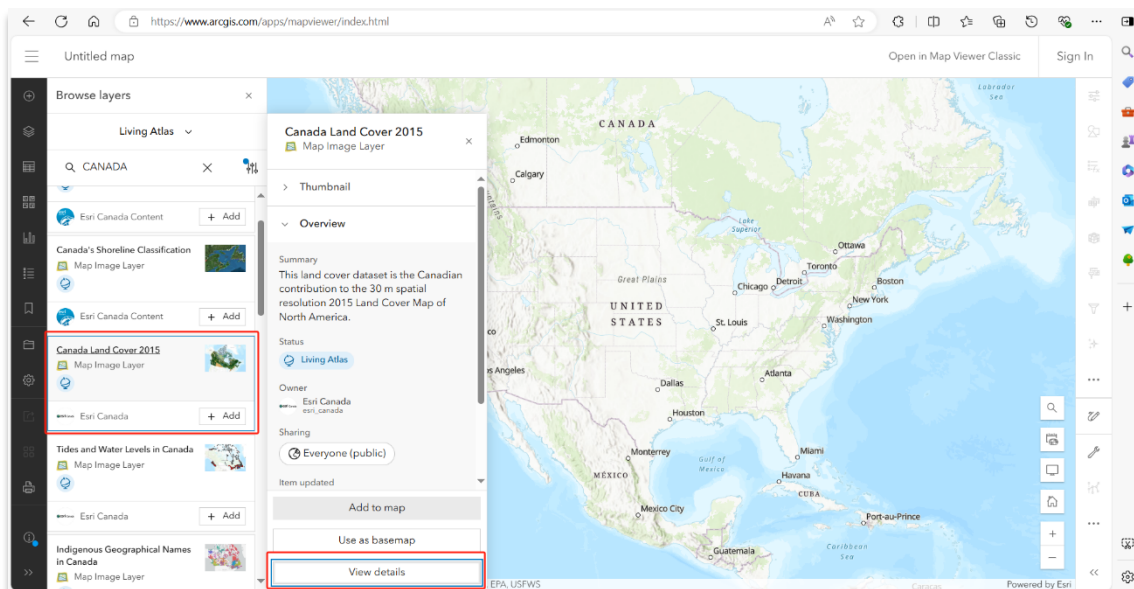 https://www.arcgis.com/apps/mapviewer/index.html
Untitled map
Open in Map Viewer Classic
Sign In
Browse layers
Living Atlas
CANADA
Esri Canada Content
+ Add
Canada's Shoreline Classification
Map Image Layer
Esri Canada Content
+ Add
Canada Land Cover 2015
Map Image Layer
Esri Canada
+ Add
Tides and Water Levels in Canada
Map Image Layer
Esri Canada
+ Add
Indigenous Geographical Names
in Canada
Map Image Layer
Canada Land Cover 2015
Map Image Layer
Thumbnail
Overview
Summary
This land cover dataset is the Canadian
contribution to the 30 m spatial
resolution 2015 Land Cover Map of
North America.
Status
Living Atlas
Owner
Esri Canada
esri_canada
Sharing
Everyone (public)
Item updated
Add to map
Use as basemap
View details
Labrador
Sea
CANADA
Edmonton
Calgary
Lake
Superior
Ottawa
Toronto
Great Plains
Chicago
Detroit
Boston
New York
UNITED
STATES
St. Louis
Washington
s Angeles
Atlanta
Dallas
Houston
Monterrey
Gulf of
Mexico
Miami
MÉXICO
Havana
CUBA
Mexico City
Port-au-Prince
Guatemala
Caribbean
Sea
Caracas
EPA, USFWS
Powered by Esri